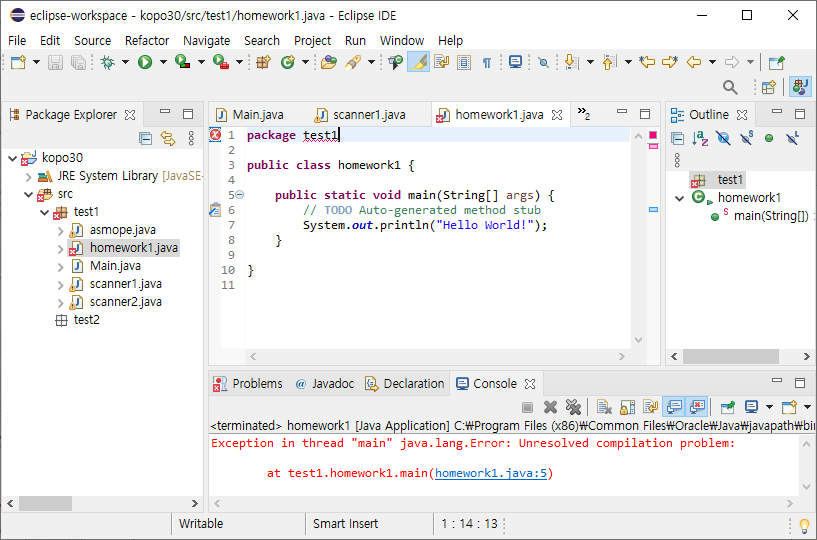 eclipse-workspace - kopo30/src/test1/homework1.java - Eclipse IDE
File Edit Source Refactor Navigate Search Project Run Window Help
Package Explorer
kopo30
JRE System Library [JavaSE-
src
test1
asmope.java
homework1.java
Main.java
scanner1.java
scanner2.java
test2
Main.java scanner1.java homework1.java »2
1 package test1
2
3 public class homework1 {
4
5 public static void main(String[] args) {
6 // TODO Auto-generated method stub
7 System.out.println("Hello World!");
8 }
9
10 }
11
Outline
test1
homework1
S main(String[]) :
Problems @ Javadoc Declaration Console
<terminated> homework1 [Java Application] C:₩Program Files (x86)₩Common Files₩Oracle₩Java₩javapath₩bin
Exception in thread "main" java.lang.Error: Unresolved compilation problem:
at test1.homework1.main(homework1.java:5)
Writable Smart Insert 1 : 14 : 13